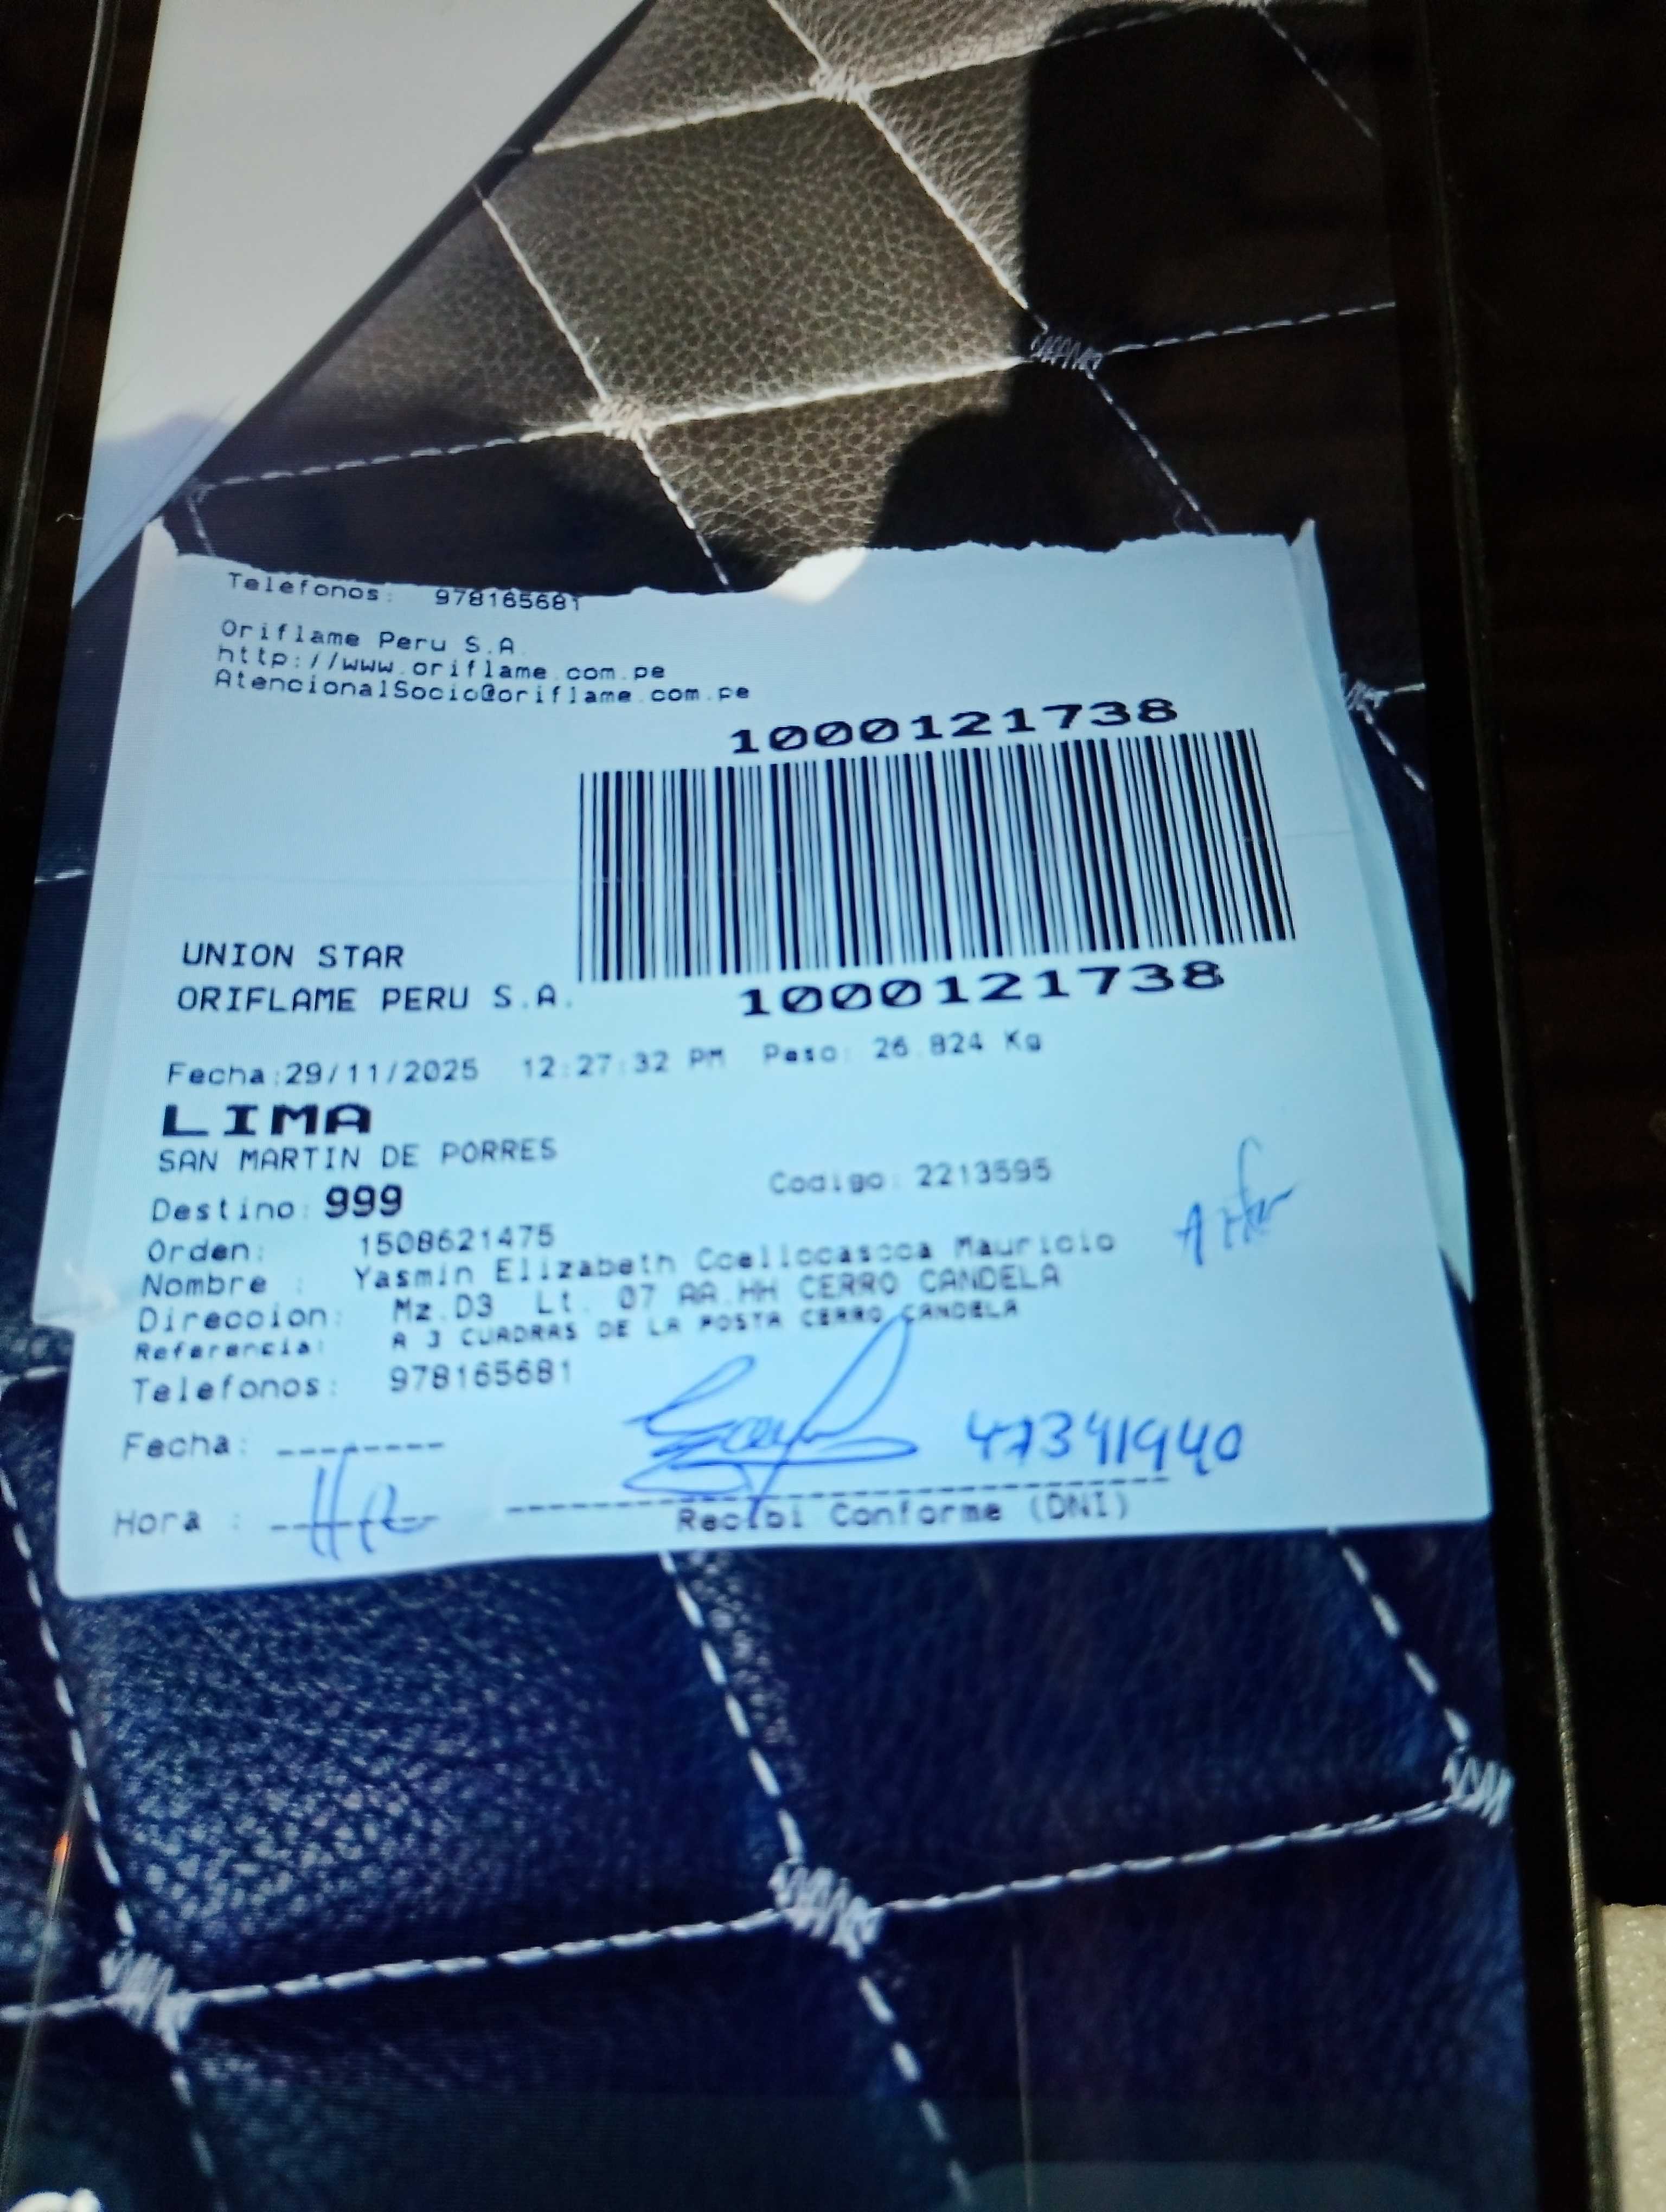 Telefonos: 978165681
Oriflame Peru S.A.
http://www.oriflame.com.pe
AtencionalSocio@oriflame.com.pe
1000121738
UNION STAR
ORIFLAME PERU S.A.
1000121738
Fecha:29/11/2025 12:27:32 PM Peso: 26.824 Kg
LIMA
SAN MARTIN DE PORRES
Destino: 999 Codigo: 2213595
Orden: 1508621475
Nombre : Yasmin Elizabeth Ccellccascca Mauricio
Direccion: Mz.D3 Lt. 07 AA.HH CERRO CANDELA
Referencia: A 3 CUADRAS DE LA POSTA CERRO CANDELA
Telefonos: 978165681
Fecha: --------
47341940
Hora : --------
Recibi Conforme (DNI)